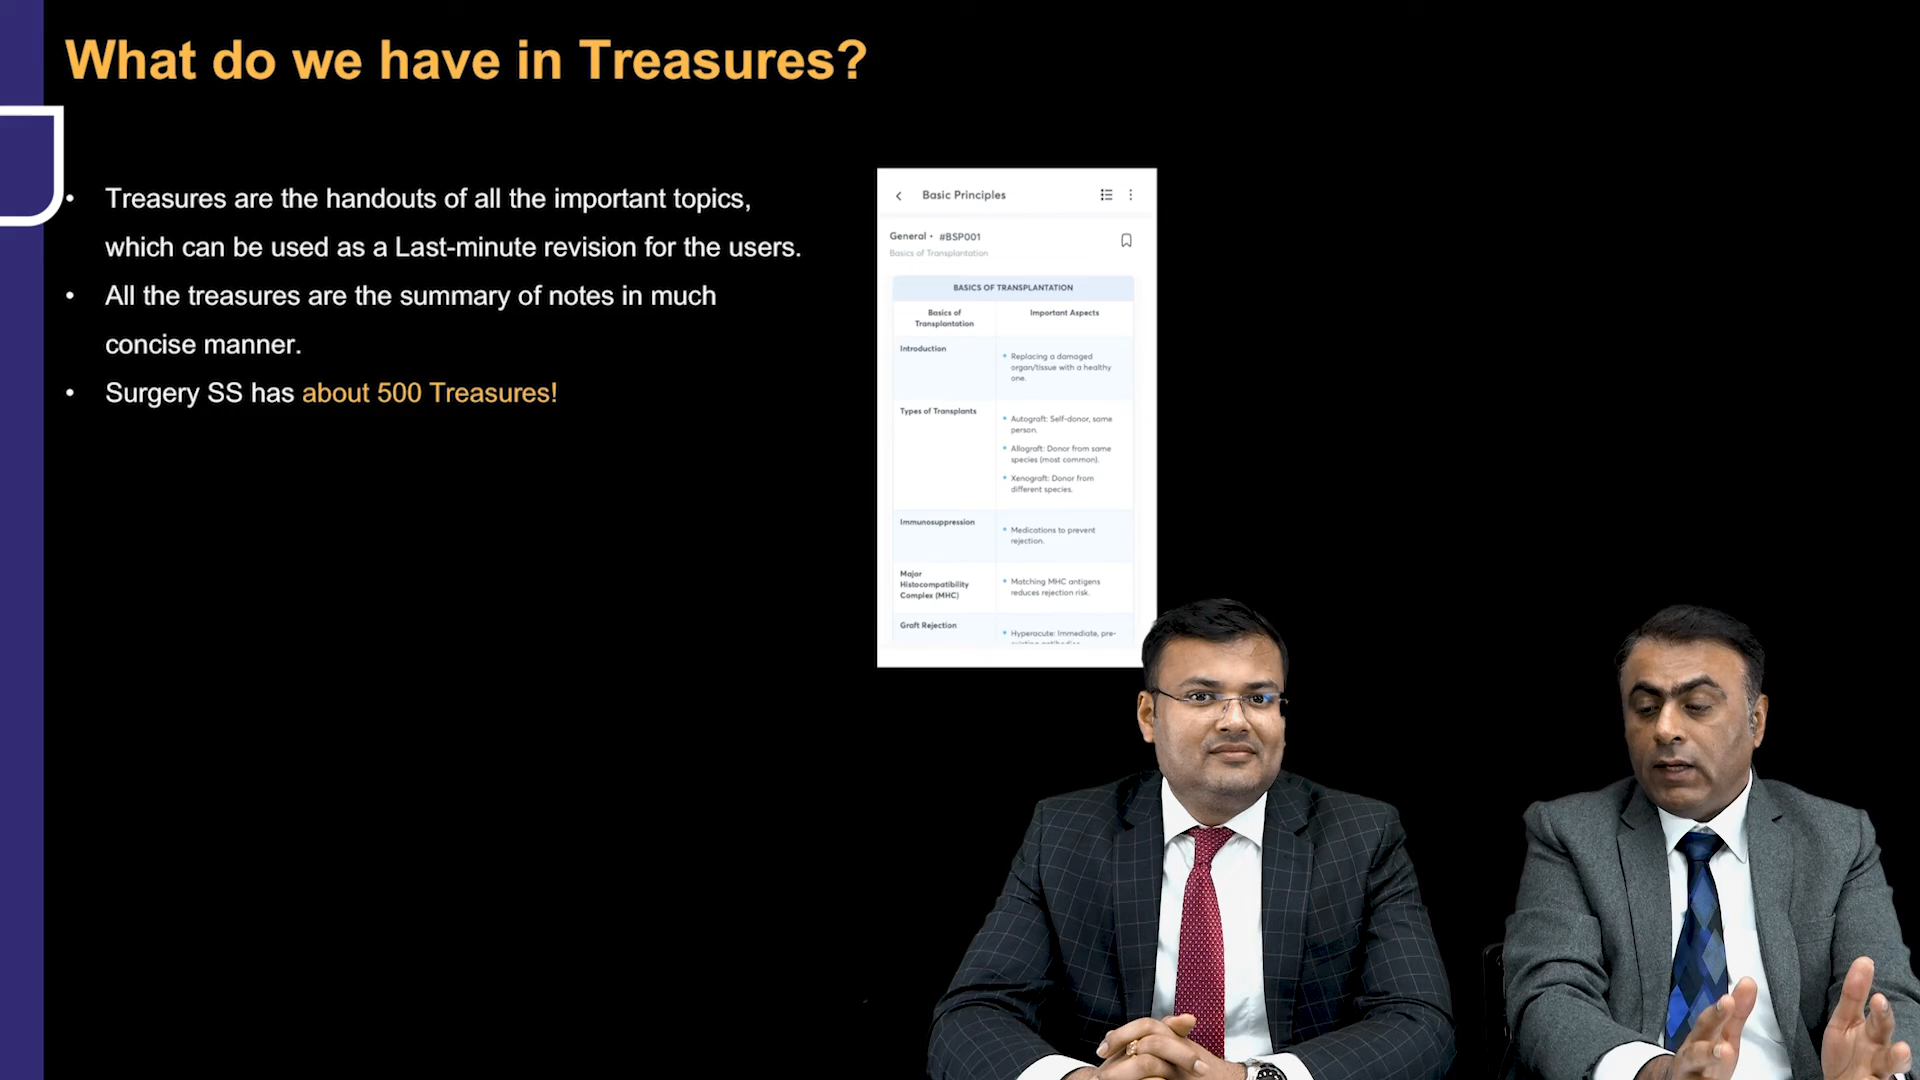 What do we have in Treasures?
• Treasures are the handouts of all the important topics,
which can be used as a Last-minute revision for the users.
• All the treasures are the summary of notes in much
concise manner.
• Surgery SS has about 500 Treasures!
Basic Principles
General • #BSP001
Basics of Transplantation
BASICS OF TRANSPLANTATION
Basics of
Transplantation
Important Aspects
Introduction
• Replacing a damaged
organ/tissue with a healthy
one.
Types of Transplants
• Autograft: Self-donor, same
person.
• Allograft: Donor from same
species (most common).
• Xenograft: Donor from
different species.
Immunosuppression
• Medications to prevent
rejection.
Major
Histocompatibility
Complex (MHC)
• Matching MHC antigens
reduces rejection risk.
Graft Rejection
• Hyperacute: Immediate, pre-